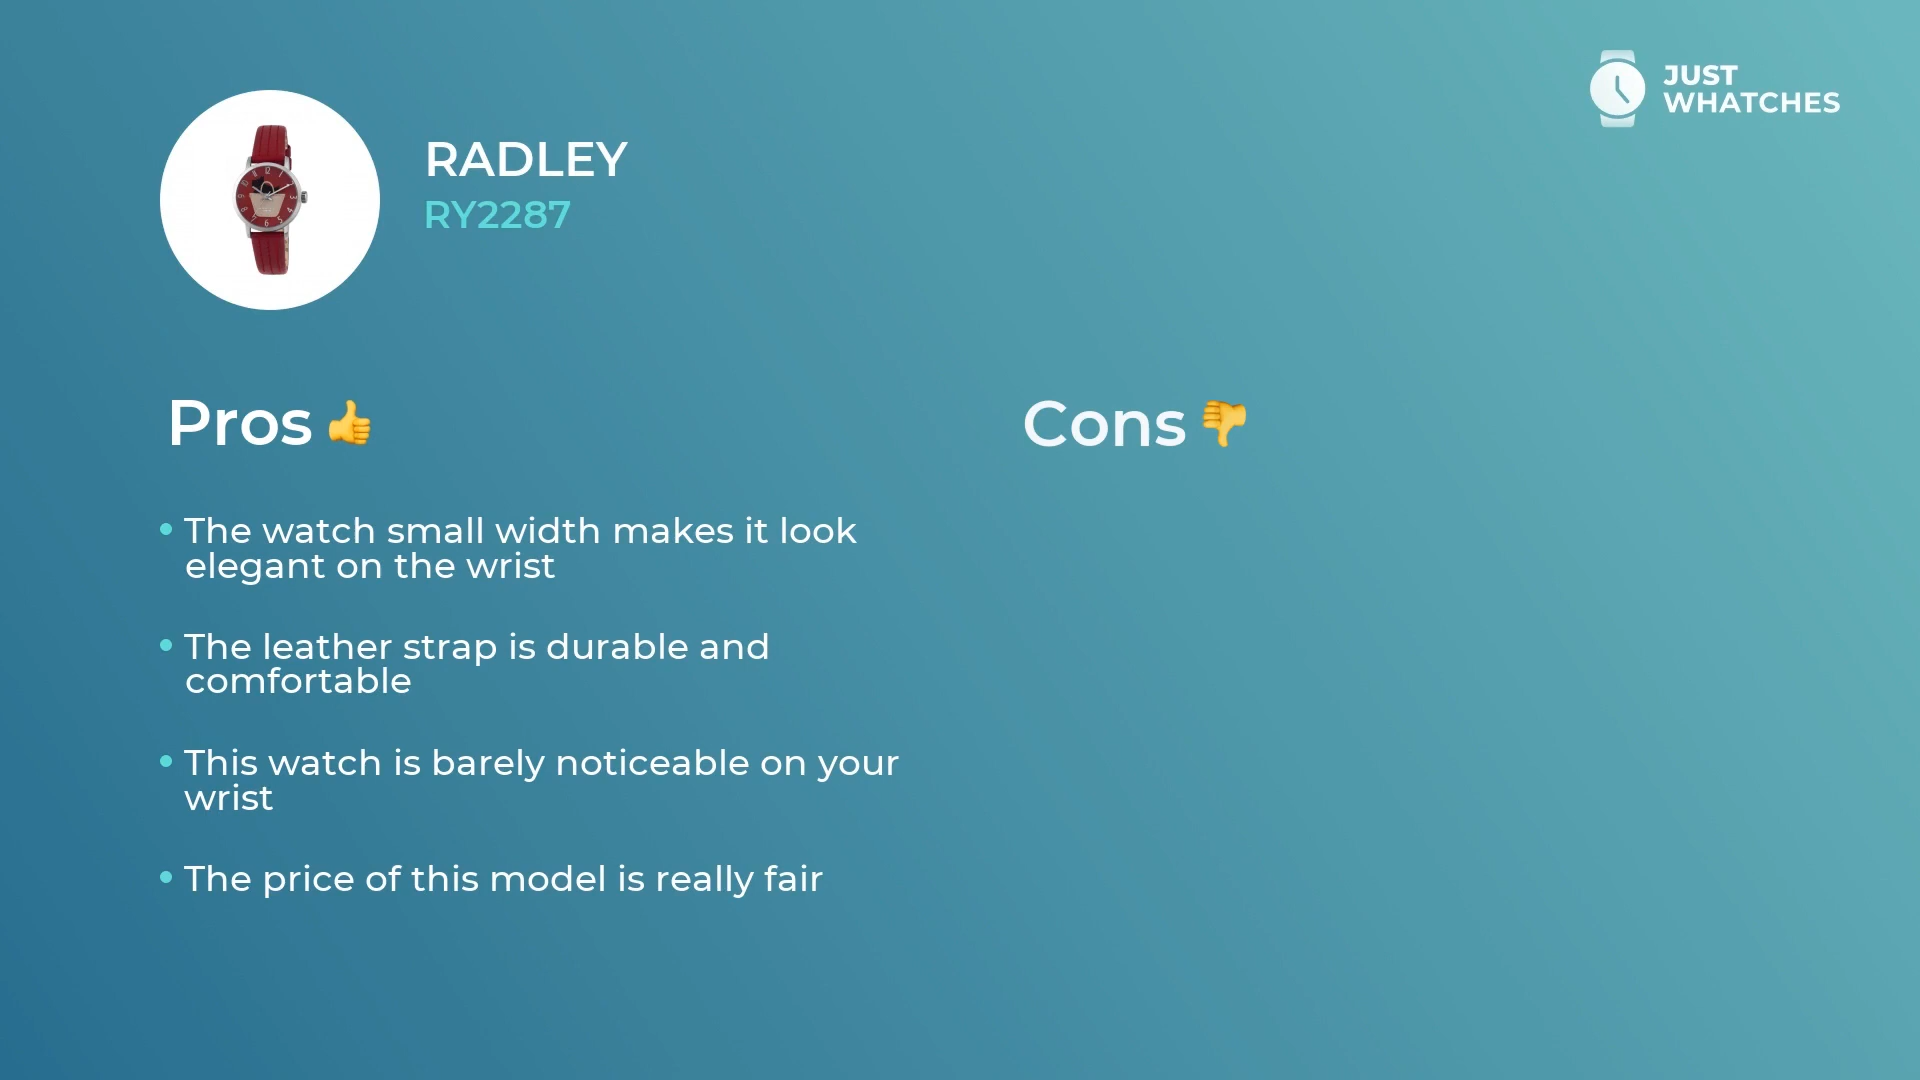 JUST
WHATCHES
RADLEY
RY2287
Pros
Cons
The watch small width makes it look
elegant on the wrist
The leather strap is durable and
comfortable
This watch is barely noticeable on your
wrist
The price of this model is really fair